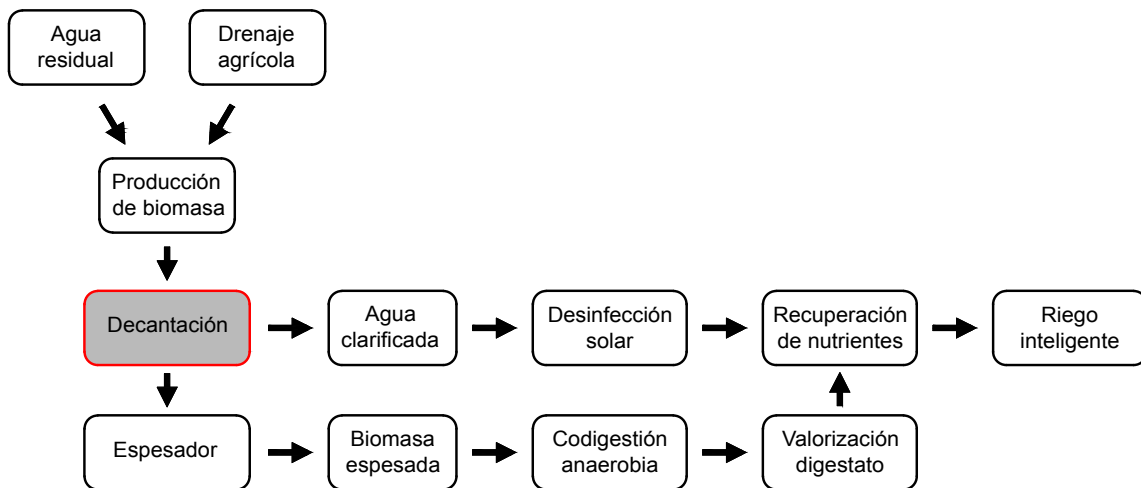 Agua
residual
Drenaje
agrícola
Producción
de biomasa
Decantación
Agua
clarificada
Desinfección
solar
Recuperación
de nutrientes
Riego
inteligente
Espesador
Biomasa
espesada
Codigestión
anaerobia
Valorización
digestato